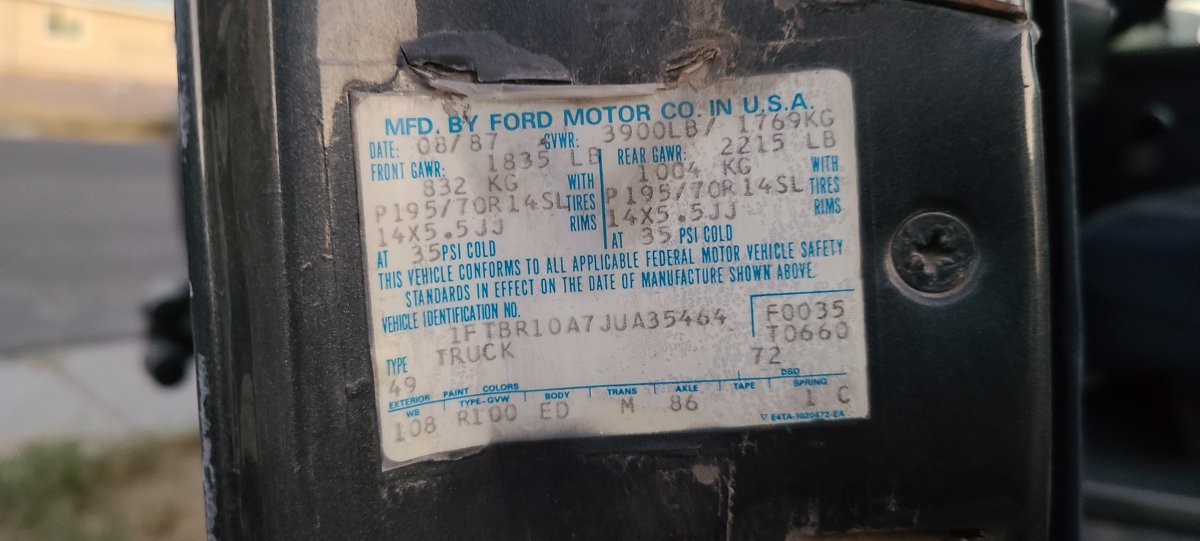 MFD. BY FORD MOTOR CO. IN U.S.A.
DATE: 08/87 GVWR: 3900LB/ 1769KG
FRONT GAWR: 1835 LB REAR GAWR: 2215 LB
832 KG WITH 1004 KG WITH
P195/70R14SL TIRES P195/70R14SL TIRES
14X5.5JJ RIMS 14X5.5JJ RIMS
AT 35 PSI COLD AT 35 PSI COLD
THIS VEHICLE CONFORMS TO ALL APPLICABLE FEDERAL MOTOR VEHICLE SAFETY
STANDARDS IN EFFECT ON THE DATE OF MANUFACTURE SHOWN ABOVE.
VEHICLE IDENTIFICATION NO.
1FTBR10A7JUA35464 F0035
TYPE TRUCK T0660
49 72
EXTERIOR PAINT COLORS DSO
WB TYPE-GVW BODY TRANS AXLE TAPE SPRING
108 R100 ED M 86 1 C
▽ E4TA-1020472-EA